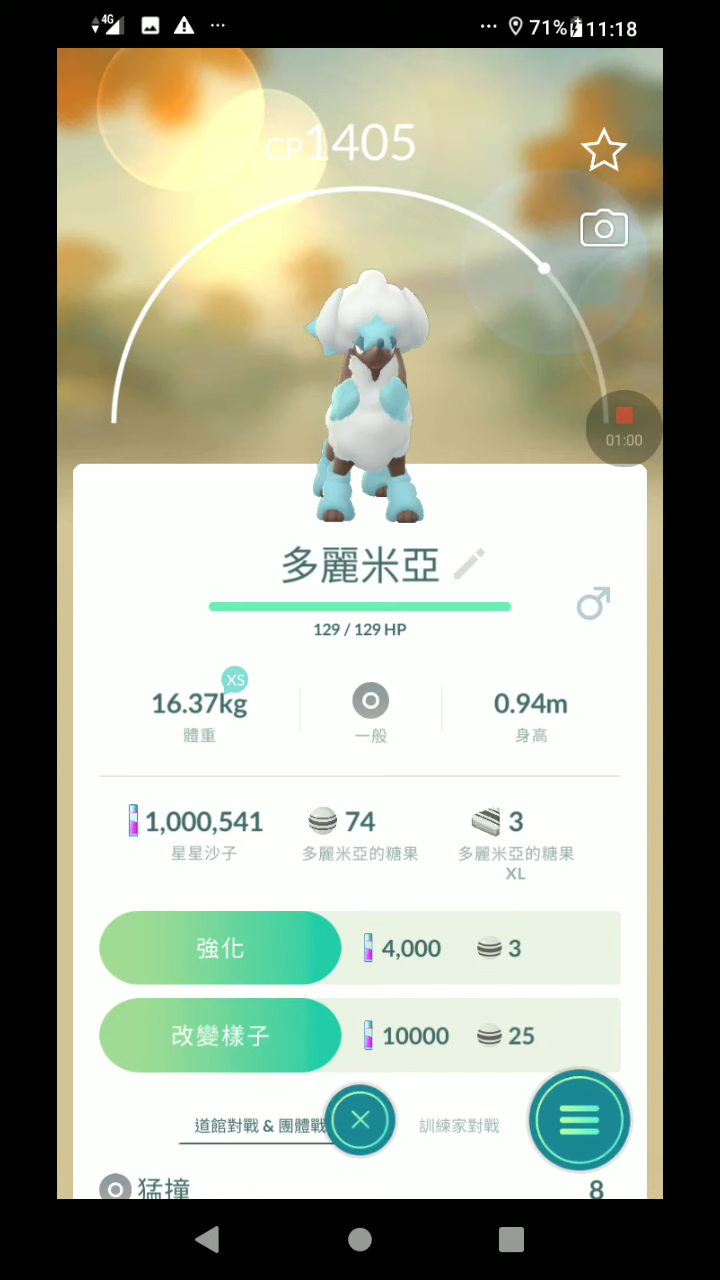 4G
71% 11:18
CP1405
01:00
多麗米亞
129 / 129 HP
XS
16.37kg
0.94m
體重
一般
身高
1,000,541
74
3
星星沙子
多麗米亞的糖果
多麗米亞的糖果
XL
強化
4,000
3
改變樣子
10000
25
道館對戰 & 團體戰
訓練家對戰
猛撞
8